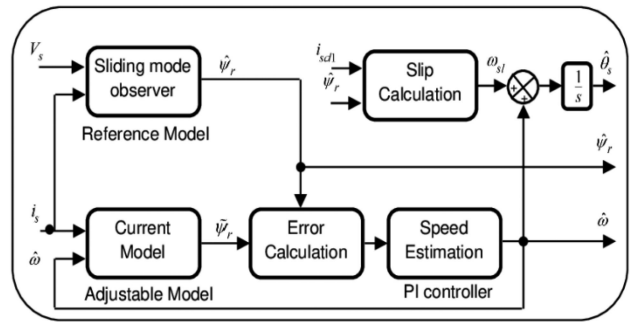 V_s
Sliding mode
observer
ψ̂_r
Reference Model
i_sd1
ψ̂_r
Slip
Calculation
ω_sl
+
+
1
s
θ̂_s
ψ̂_r
i_s
ω̂
Current
Model
Adjustable Model
ψ̃_r
Error
Calculation
Speed
Estimation
PI controller
ω̂